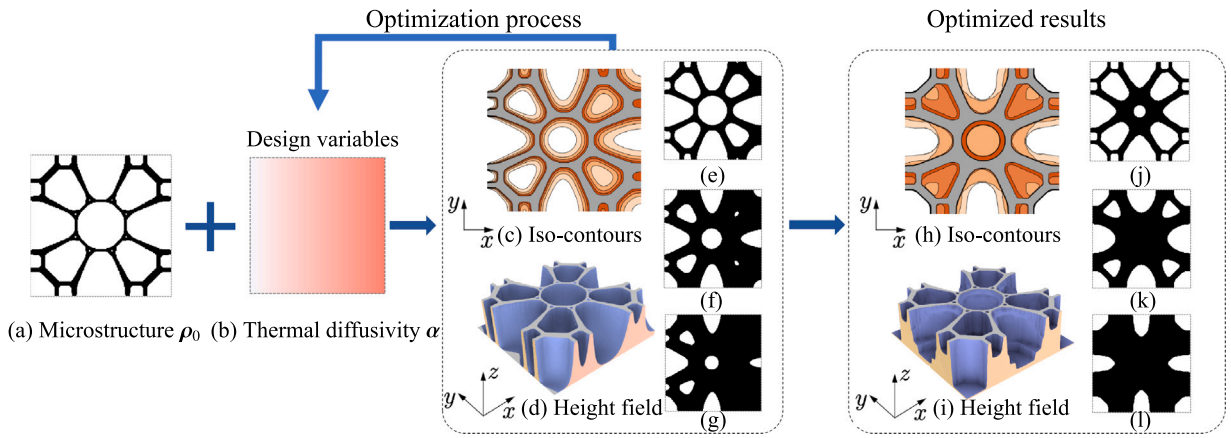 Optimization process
Optimized results
Design variables
(a) Microstructure ρ0
(b) Thermal diffusivity α
y
x
(c) Iso-contours
z
y
x
(d) Height field
(e)
(f)
(g)
y
x
(h) Iso-contours
z
y
x
(i) Height field
(j)
(k)
(l)